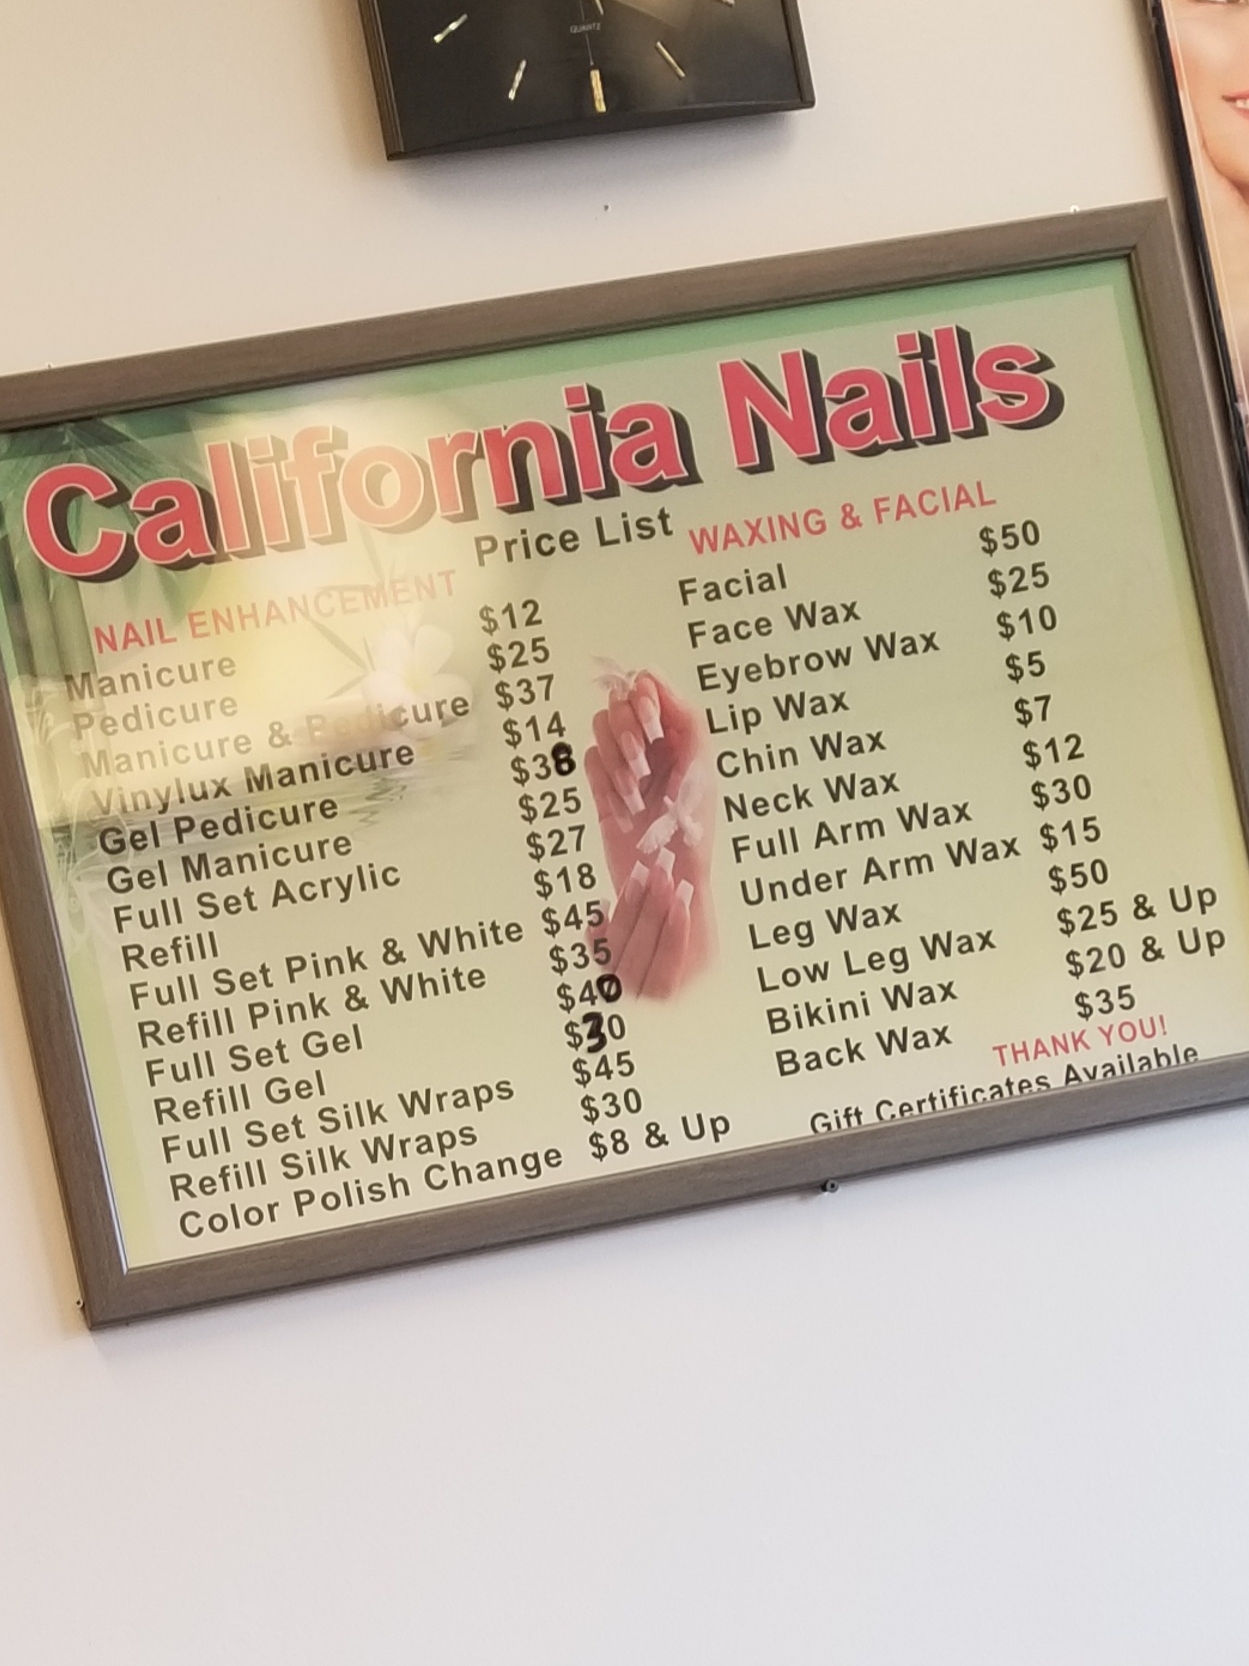 QUARTZ
California Nails
Price List
NAIL ENHANCEMENT
Manicure $12
Pedicure $25
Manicure & Pedicure $37
Vinylux Manicure $14
Gel Pedicure $38
Gel Manicure $25
Full Set Acrylic $27
Refill $18
Full Set Pink & White $45
Refill Pink & White $35
Full Set Gel $40
Refill Gel $30
Full Set Silk Wraps $45
Refill Silk Wraps $30
Color Polish Change $8 & Up
WAXING & FACIAL
Facial $50
Face Wax $25
Eyebrow Wax $10
Lip Wax $5
Chin Wax $7
Neck Wax $12
Full Arm Wax $30
Under Arm Wax $15
Leg Wax $50
Low Leg Wax $25 & Up
Bikini Wax $20 & Up
Back Wax $35
THANK YOU!
Gift Certificates Available